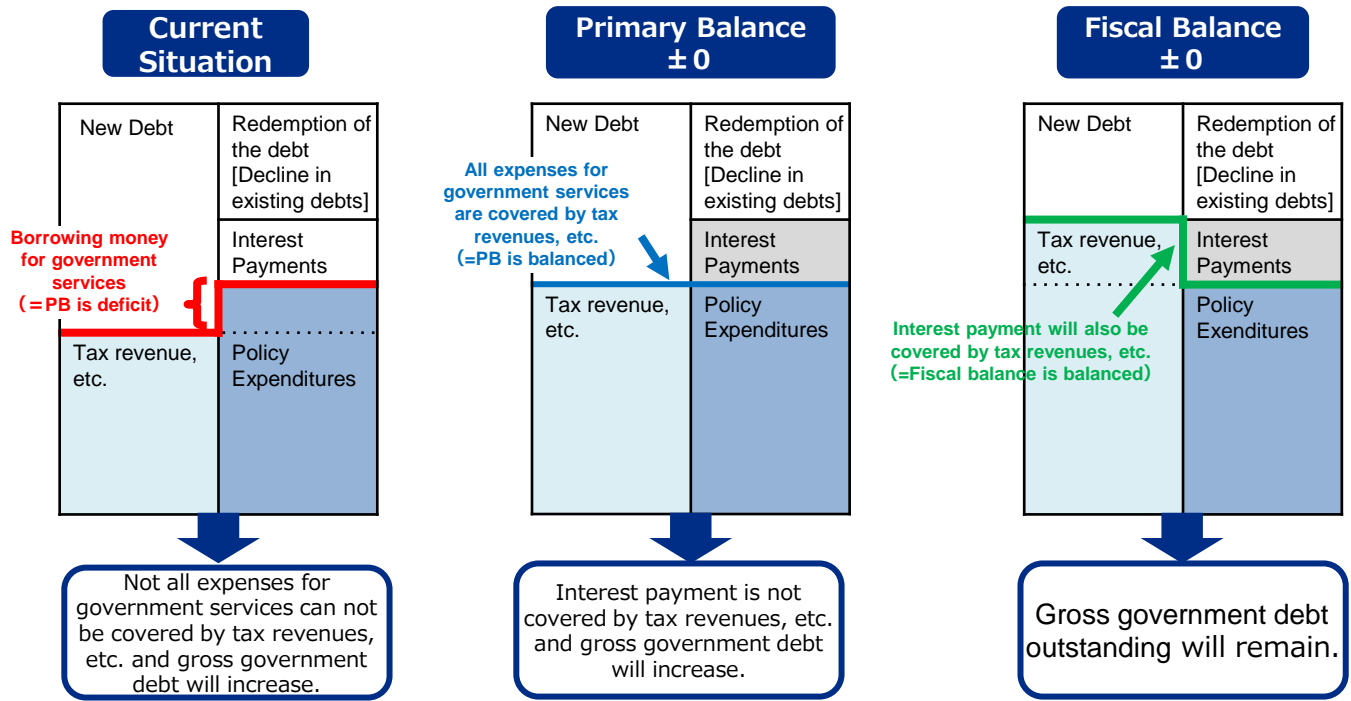 Current
Situation
New Debt
Redemption of
the debt
[Decline in
existing debts]
Borrowing money
for government
services
(＝PB is deficit)
Interest
Payments
Tax revenue,
etc.
Policy
Expenditures
Not all expenses for
government services can not
be covered by tax revenues,
etc. and gross government
debt will increase.
Primary Balance
±0
New Debt
Redemption of
the debt
[Decline in
existing debts]
All expenses for
government services
are covered by tax
revenues, etc.
(=PB is balanced)
Interest
Payments
Tax revenue,
etc.
Policy
Expenditures
Interest payment is not
covered by tax revenues, etc.
and gross government debt
will increase.
Fiscal Balance
±0
New Debt
Redemption of
the debt
[Decline in
existing debts]
Tax revenue,
etc.
Interest
Payments
Policy
Exenditures
Interest payment will also be
covered by tax revenues, etc.
(=Fiscal balance is balanced)
Gross government debt
outstanding will remain.